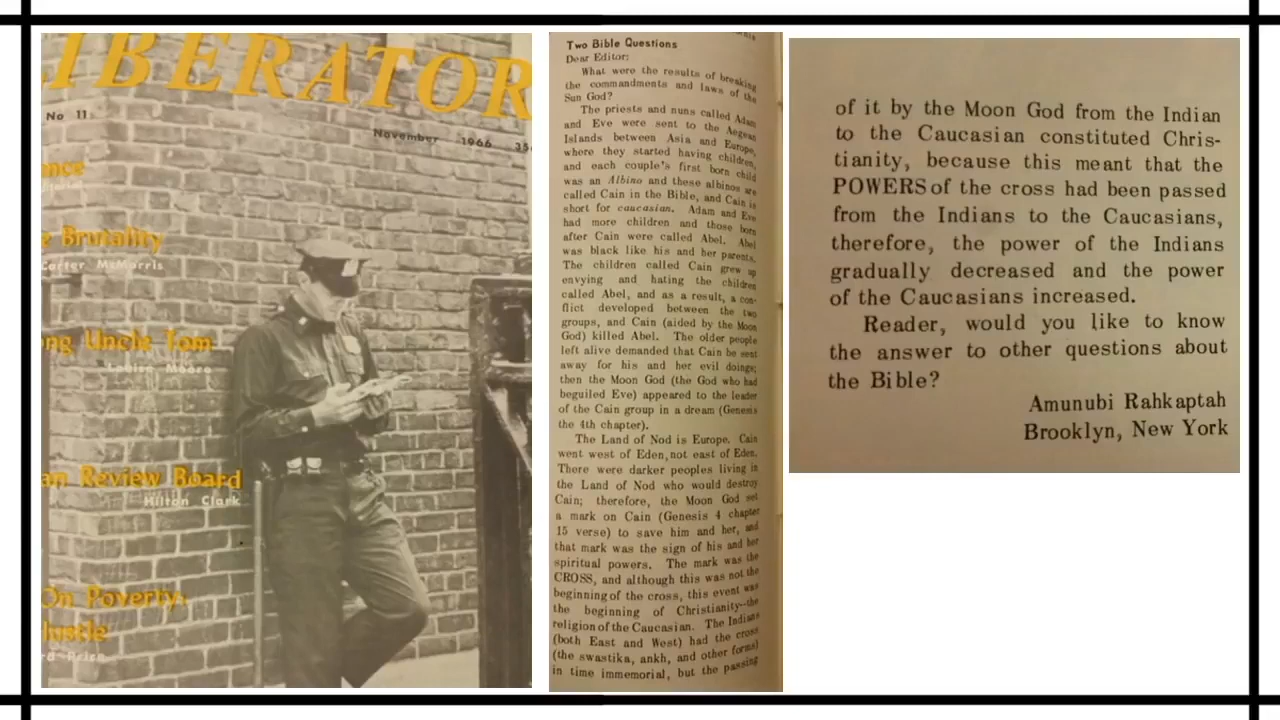 LIBERATOR
No 11
November 1966 35
nce
e Brutality
Carter McMorris
ng Uncle Tom
Louise Moore
an Review Board
Hilton Clark
On Poverty:
Hustle
Price
Two Bible Questions
Dear Editor:
What were the results of breaking
the commandments and laws of the
Sun God?
The priests and nuns called Adam
and Eve were sent to the Aegean
Islands between Asia and Europe,
where they started having children,
and each couple's first born child
was an Albino and these albinos are
called Cain in the Bible, and Cain is
short for caucasian. Adam and Eve
had more children and those born
after Cain were called Abel. Abel
was black like his and her parents.
The children called Cain grew up
envying and hating the children
called Abel, and as a result, a con-
flict developed between the two
groups, and Cain (aided by the Moon
God) killed Abel. The older people
left alive demanded that Cain be sent
away for his and her evil doings;
then the Moon God (the God who had
beguiled Eve) appeared to the leader
of the Cain group in a dream (Genesis
the 4th chapter).
The Land of Nod is Europe. Cain
went west of Eden, not east of Eden.
There were darker peoples living in
the Land of Nod who would destroy
Cain; therefore, the Moon God set
a mark on Cain (Genesis 4 chapter
15 verse) to save him and her, and
that mark was the sign of his and her
spiritual powers. The mark was the
CROSS, and although this was not the
beginning of the cross, this event was
the beginning of Christianity--the
religion of the Caucasian. The Indians
(both East and West) had the cross
(the swastika, ankh, and other forms)
in time immemorial, but the passing
of it by the Moon God from the Indian
to the Caucasian constituted Chris-
tianity, because this meant that the
POWERS of the cross had been passed
from the Indians to the Caucasians,
therefore, the power of the Indians
gradually decreased and the power
of the Caucasians increased.
Reader, would you like to know
the answer to other questions about
the Bible?
Amunubi Rahkaptah
Brooklyn, New York